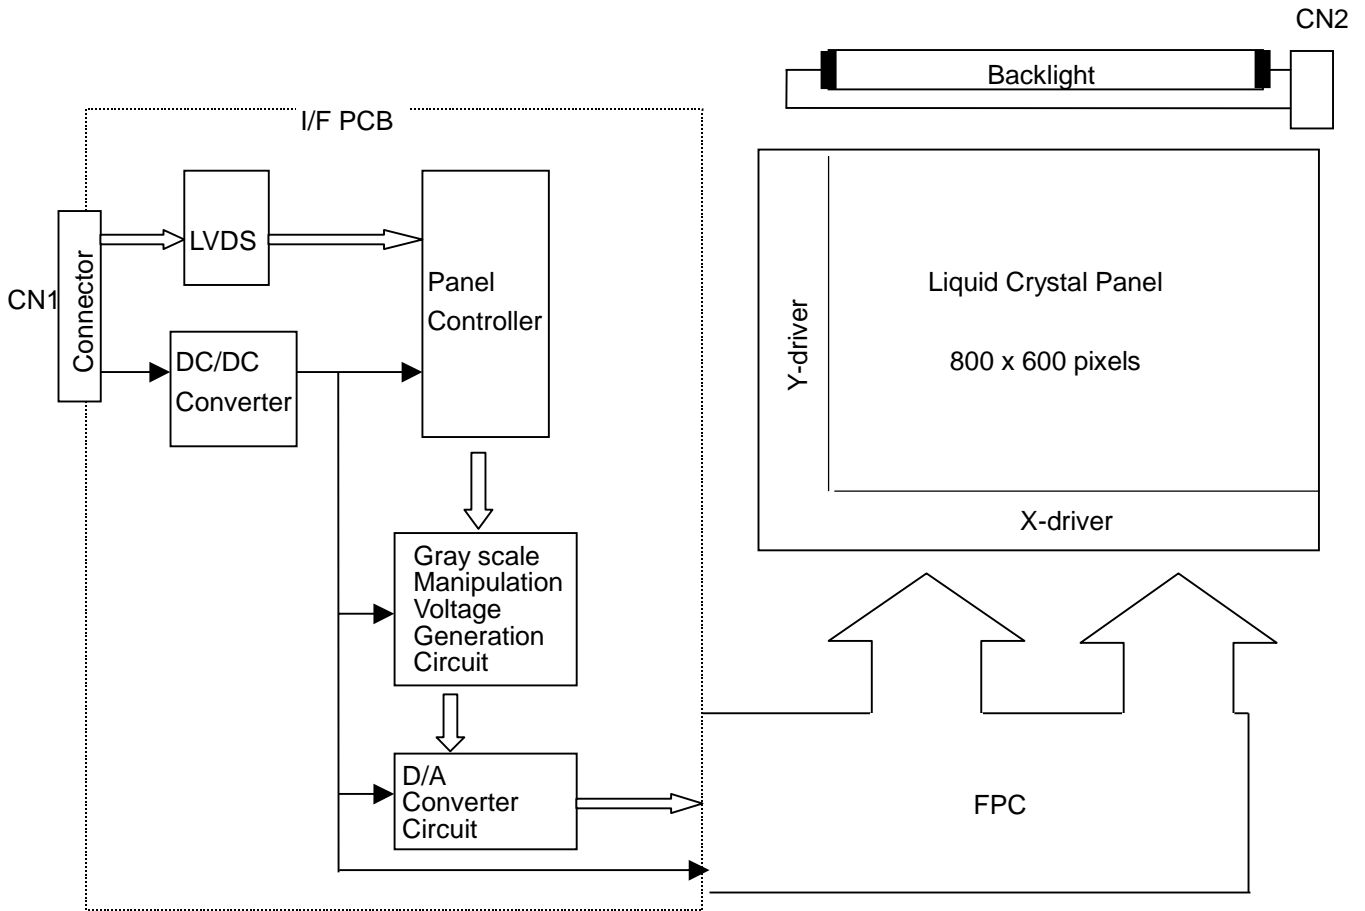 CN2
Backlight
I/F PCB
LVDS
Panel
Controller
Connector
CN1
DC/DC
Converter
Liquid Crystal Panel
800 x 600 pixels
Y-driver
X-driver
Gray scale
Manipulation
Voltage
Generation
Circuit
D/A
Converter
Circuit
FPC